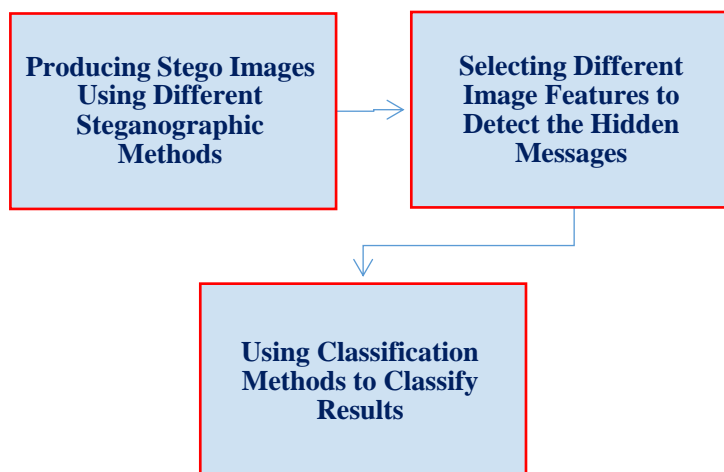 Producing Stego Images
Using Different
Steganographic
Methods
Selecting Different
Image Features to
Detect the Hidden
Messages
Using Classification
Methods to Classify
Results